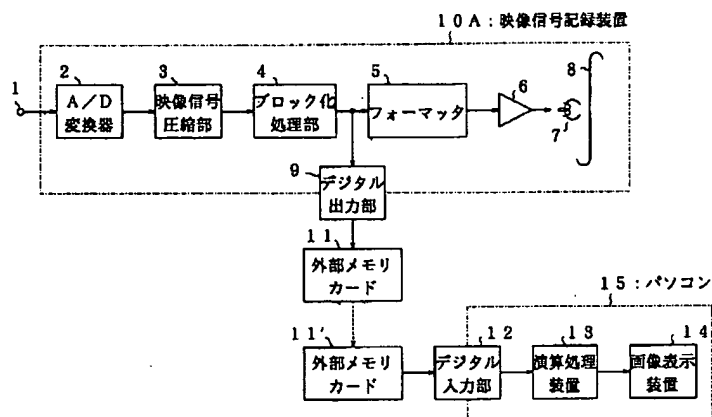 10A:映像信号記録装置
1
2
A/D
変換器
3
映像信号
圧縮部
4
ブロック化
処理部
5
フォーマッタ
6
7
8
9
デジタル
出力部
11
外部メモリ
カード
15:パソコン
11'
外部メモリ
カード
12
デジタル
入力部
13
演算処理
装置
14
画像表示
装置